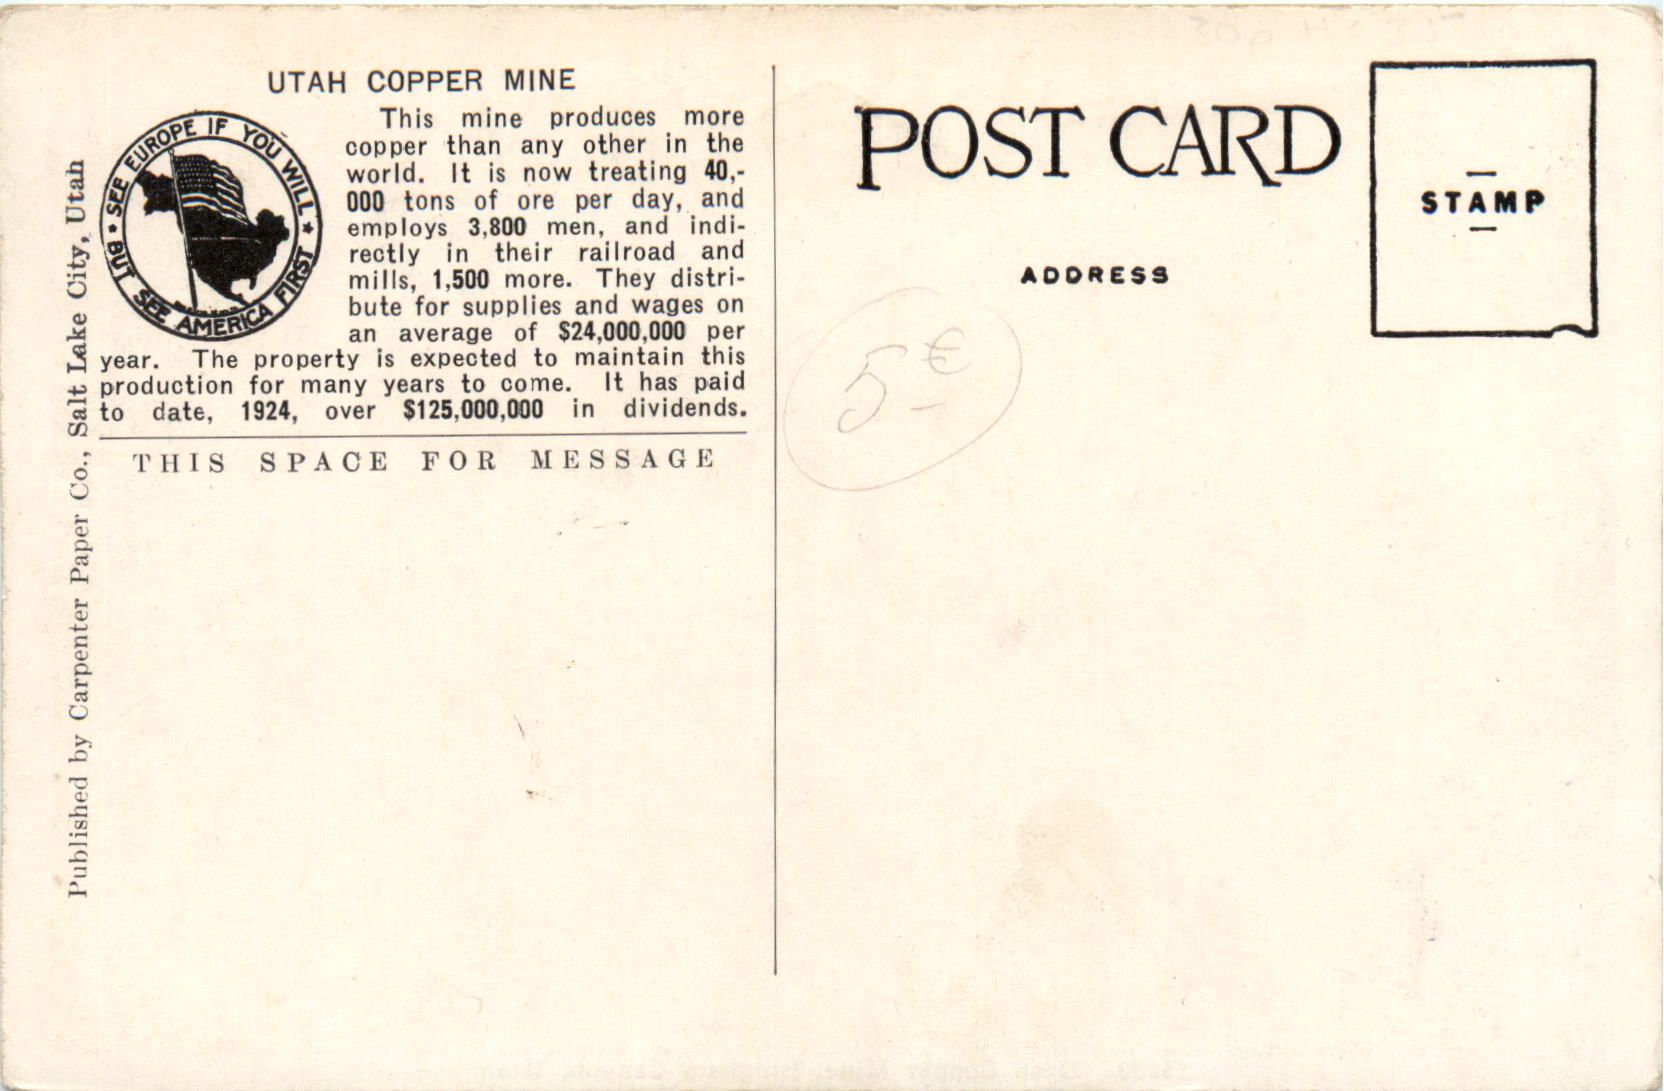 UTAH COPPER MINE
This mine produces more
copper than any other in the
world. It is now treating 40,-
000 tons of ore per day, and
employs 3,800 men, and indi-
rectly in their railroad and
mills, 1,500 more. They distri-
bute for supplies and wages on
an average of $24,000,000 per
year. The property is expected to maintain this
production for many years to come. It has paid
to date, 1924, over $125,000,000 in dividends.
SEE EUROPE IF YOU WILL
BUT SEE AMERICA FIRST
THIS SPACE FOR MESSAGE
Published by Carpenter Paper Co., Salt Lake City, Utah
POST CARD
ADDRESS
STAMP
5 €